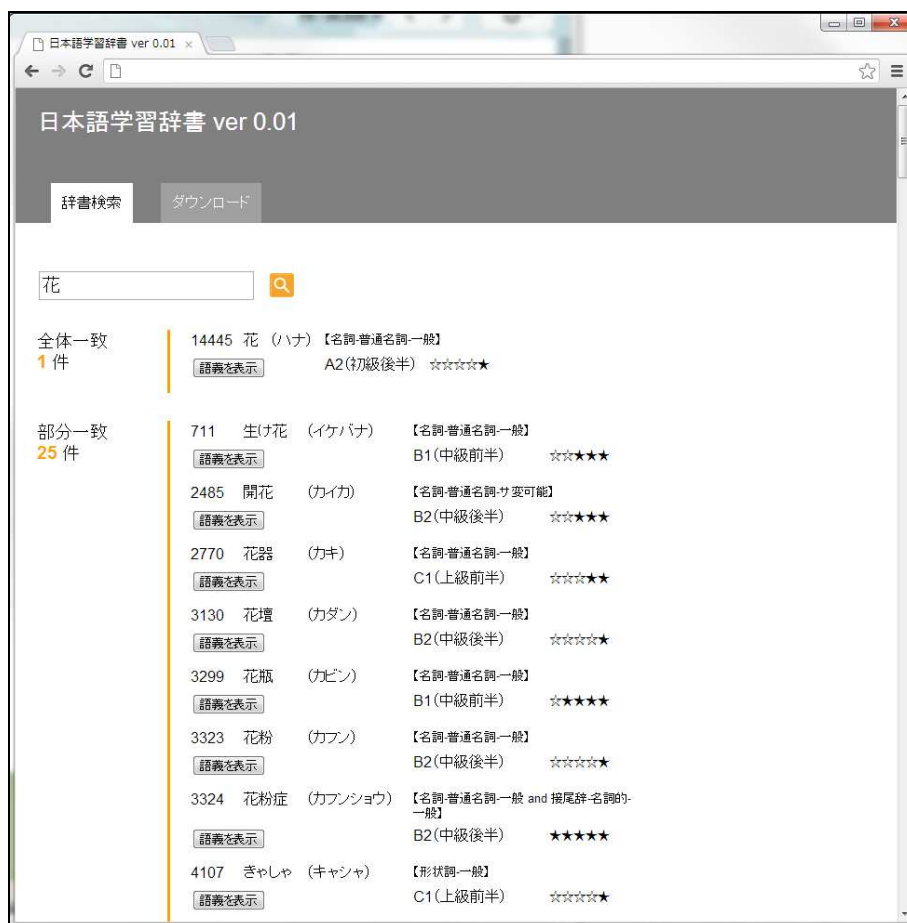 日本語学習辞書 ver 0.01
日本語学習辞書 ver 0.01
辞書検索 ダウンロード
花
全体一致
1 件
14445 花 (ハナ) 【名詞-普通名詞-一般】
語義を表示 A2(初級後半) ☆☆☆☆★
部分一致
25 件
711 生け花 (イケバナ) 【名詞-普通名詞-一般】
語義を表示 B1(中級前半) ☆☆★★★
2485 開花 (カイカ) 【名詞-普通名詞-サ変可能】
語義を表示 B2(中級後半) ☆☆★★★
2770 花器 (カキ) 【名詞-普通名詞-一般】
語義を表示 C1(上級前半) ☆☆☆★★
3130 花壇 (カダン) 【名詞-普通名詞-一般】
語義を表示 B2(中級後半) ☆☆☆☆★
3299 花瓶 (カビン) 【名詞-普通名詞-一般】
語義を表示 B1(中級前半) ☆★★★★
3323 花粉 (カフン) 【名詞-普通名詞-一般】
語義を表示 B2(中級後半) ☆☆☆☆★
3324 花粉症 (カフンショウ) 【名詞-普通名詞-一般 and 接尾辞-名詞的-
一般】
語義を表示 B2(中級後半) ★★★★★
4107 きゃしゃ (キャシャ) 【形状詞-一般】
語義を表示 C1(上級前半) ☆☆☆☆★